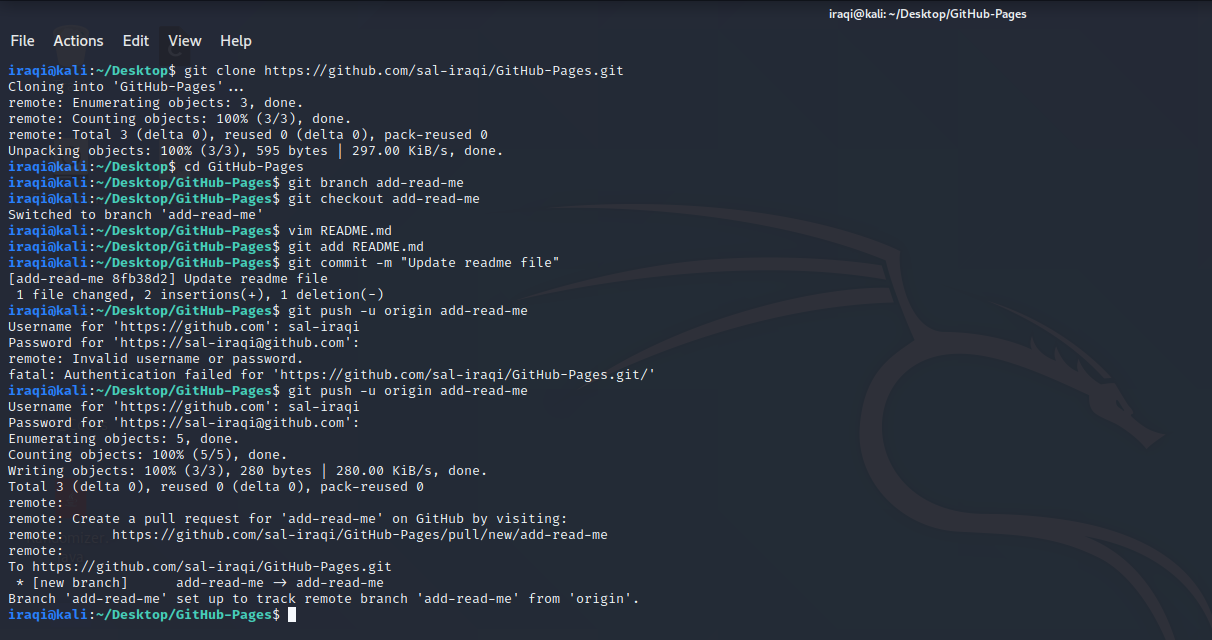 iraqi@kali: ~/Desktop/GitHub-Pages
File Actions Edit View Help
iraqi@kali:~/Desktop$ git clone https://github.com/sal-iraqi/GitHub-Pages.git
Cloning into 'GitHub-Pages'...
remote: Enumerating objects: 3, done.
remote: Counting objects: 100% (3/3), done.
remote: Total 3 (delta 0), reused 0 (delta 0), pack-reused 0
Unpacking objects: 100% (3/3), 595 bytes | 297.00 KiB/s, done.
iraqi@kali:~/Desktop$ cd GitHub-Pages
iraqi@kali:~/Desktop/GitHub-Pages$ git branch add-read-me
iraqi@kali:~/Desktop/GitHub-Pages$ git checkout add-read-me
Switched to branch 'add-read-me'
iraqi@kali:~/Desktop/GitHub-Pages$ vim README.md
iraqi@kali:~/Desktop/GitHub-Pages$ git add README.md
iraqi@kali:~/Desktop/GitHub-Pages$ git commit -m "Update readme file"
[add-read-me 8fb38d2] Update readme file
 1 file changed, 2 insertions(+), 1 deletion(-)
iraqi@kali:~/Desktop/GitHub-Pages$ git push -u origin add-read-me
Username for 'https://github.com': sal-iraqi
Password for 'https://sal-iraqi@github.com':
remote: Invalid username or password.
fatal: Authentication failed for 'https://github.com/sal-iraqi/GitHub-Pages.git/'
iraqi@kali:~/Desktop/GitHub-Pages$ git push -u origin add-read-me
Username for 'https://github.com': sal-iraqi
Password for 'https://sal-iraqi@github.com':
Enumerating objects: 5, done.
Counting objects: 100% (5/5), done.
Writing objects: 100% (3/3), 280 bytes | 280.00 KiB/s, done.
Total 3 (delta 0), reused 0 (delta 0), pack-reused 0
remote:
remote: Create a pull request for 'add-read-me' on GitHub by visiting:
remote:      https://github.com/sal-iraqi/GitHub-Pages/pull/new/add-read-me
remote:
To https://github.com/sal-iraqi/GitHub-Pages.git
 * [new branch]      add-read-me -> add-read-me
Branch 'add-read-me' set up to track remote branch 'add-read-me' from 'origin'.
iraqi@kali:~/Desktop/GitHub-Pages$